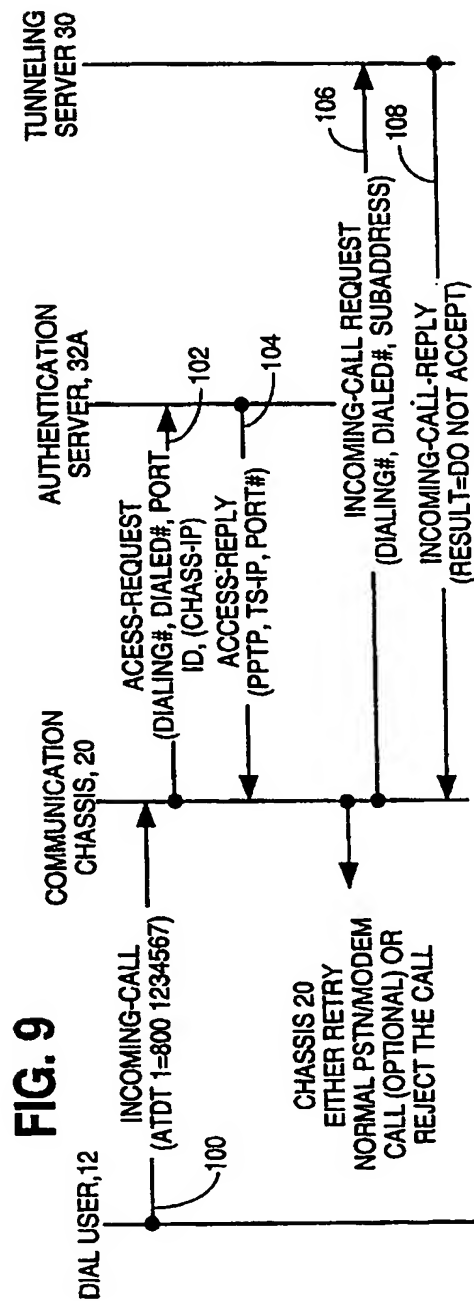 FIG. 9
DIAL USER,12
COMMUNICATION
CHASSIS, 20
AUTHENTICATION
SERVER, 32A
TUNNELING
SERVER 30
INCOMING-CALL
(ATDT 1=800 1234567)
100
ACESS-REQUEST
(DIALING#, DIALED#, PORT
ID, (CHASS-IP)
102
ACCESS-REPLY
(PPTP, TS-IP, PORT#)
104
CHASSIS 20
EITHER RETRY
NORMAL PSTN/MODEM
CALL (OPTIONAL) OR
REJECT THE CALL
INCOMING-CALL REQUEST
(DIALING#, DIALED#, SUBADDRESS)
106
INCOMING-CALL-REPLY
(RESULT=DO NOT ACCEPT)
108